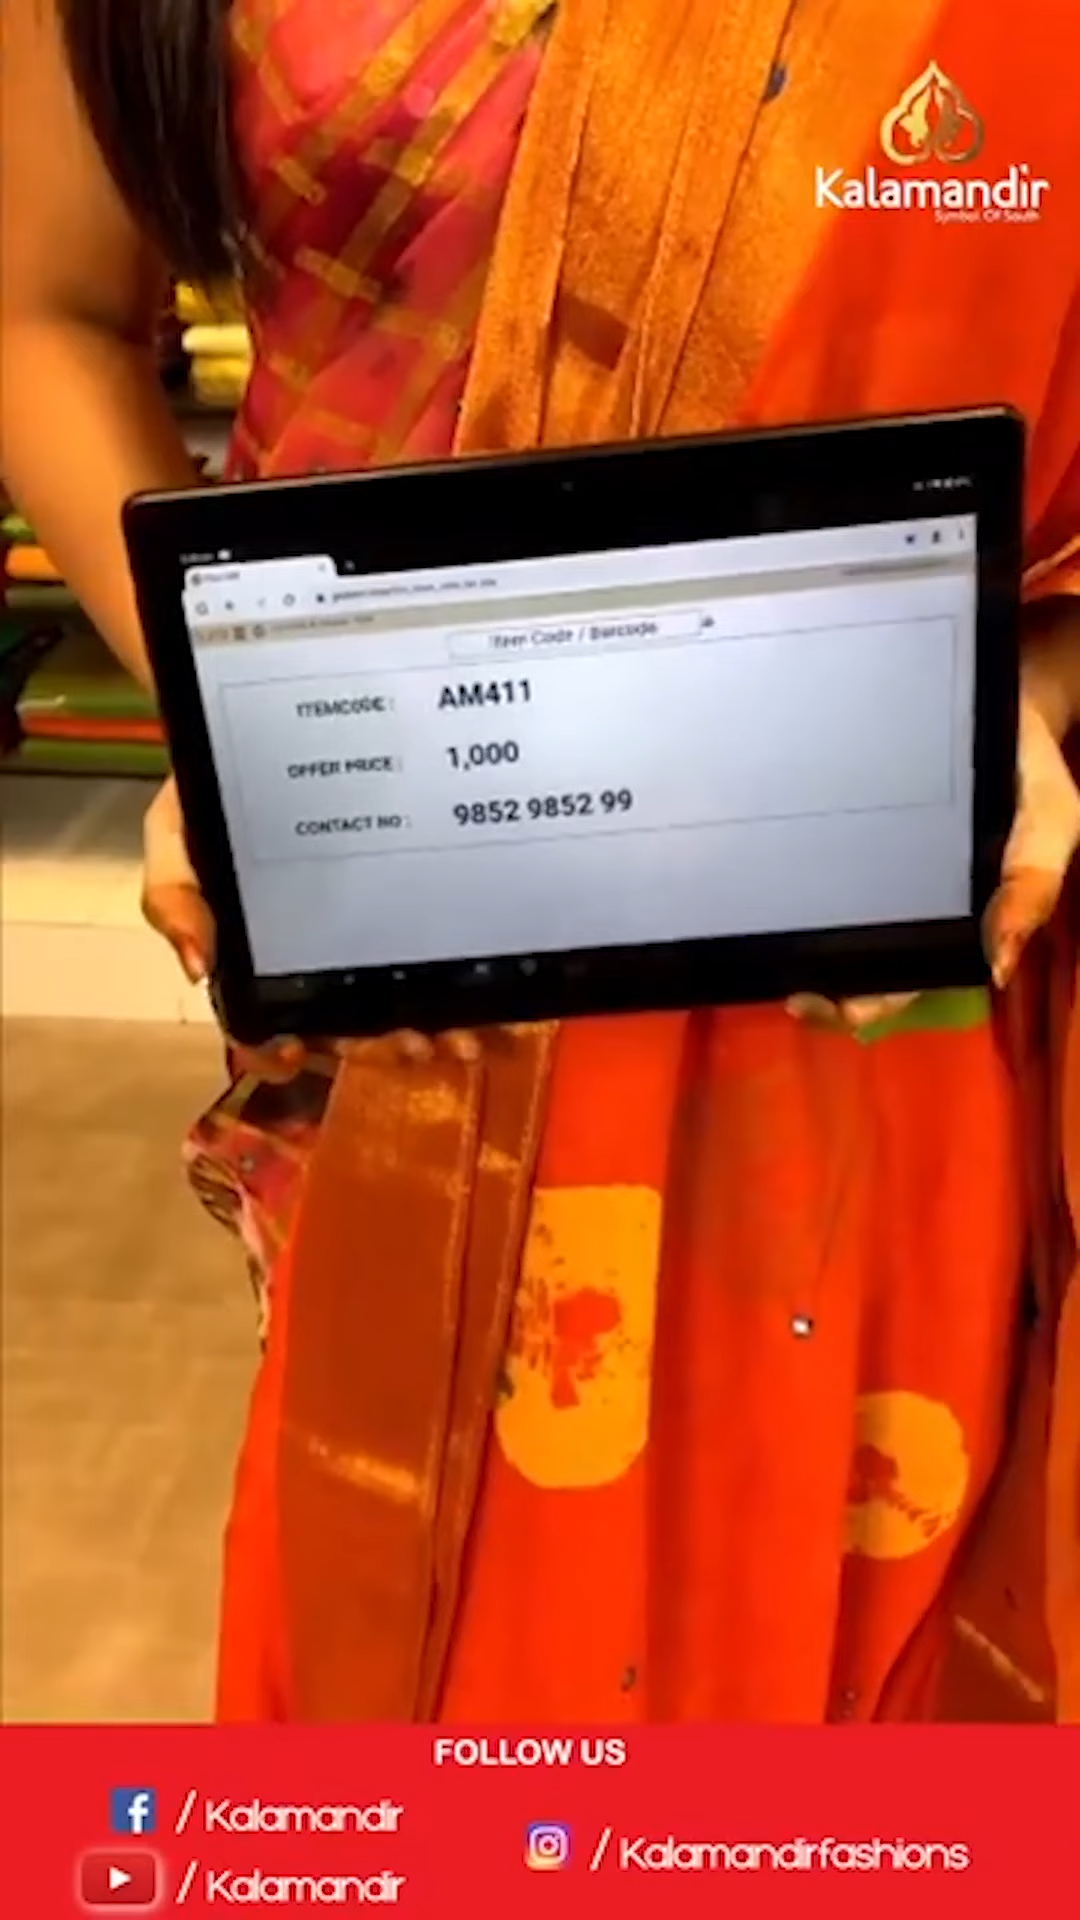 Kalamandir
Symbol Of South
Item Code / Barcode
ITEMCODE : AM411
OFFER PRICE : 1,000
CONTACT NO : 9852 9852 99
FOLLOW US
/Kalamandir
/Kalamandirfashions
/Kalamandir